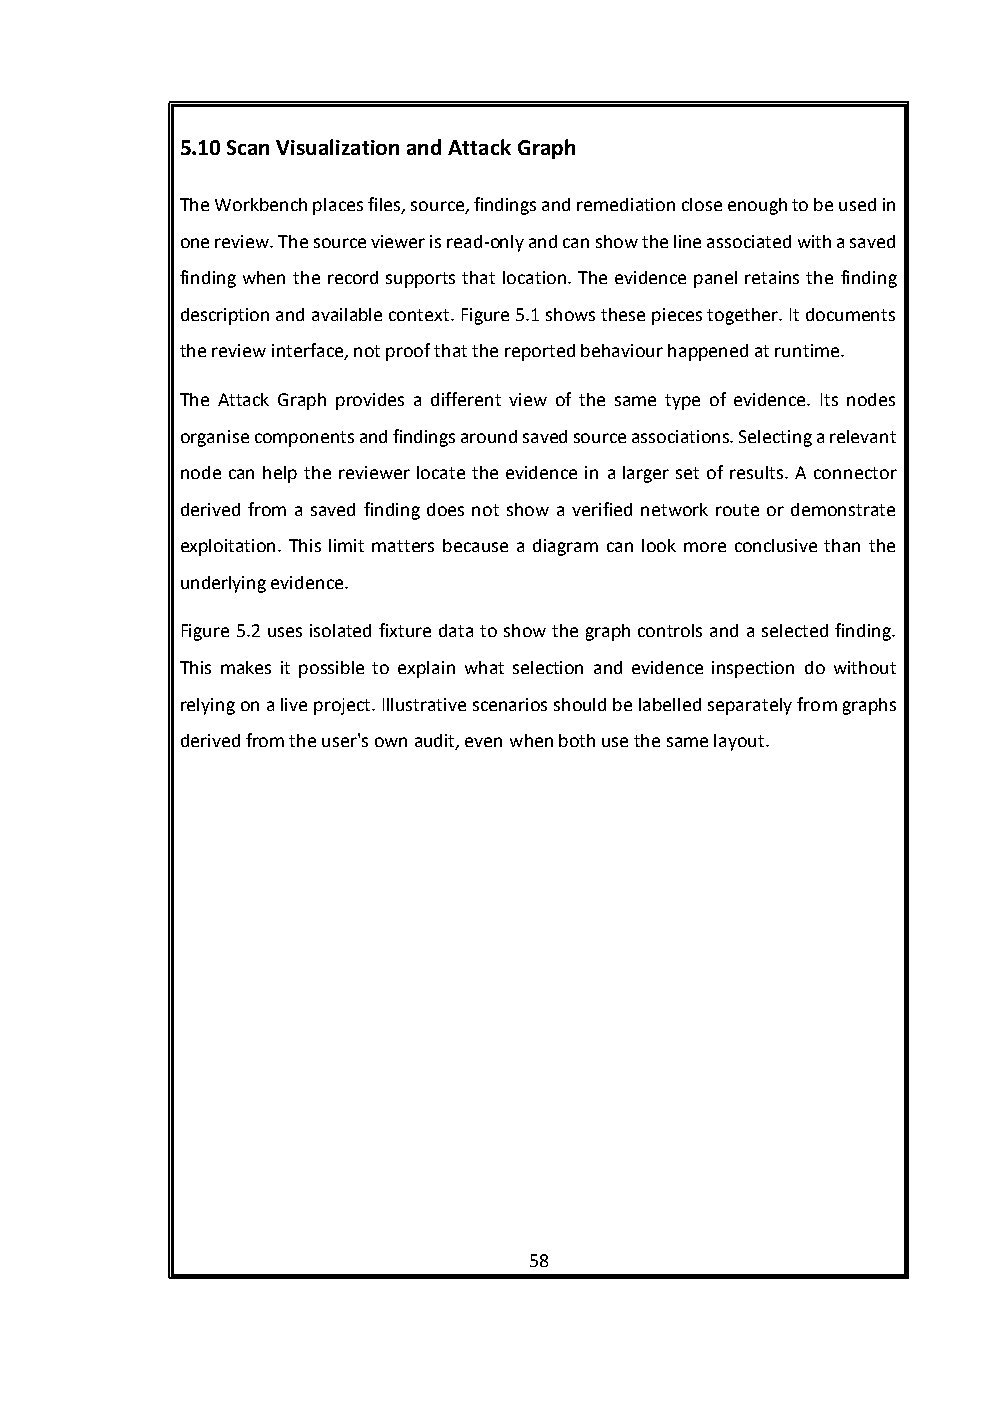 5.10 Scan Visualization and Attack Graph
The Workbench places files, source, findings and remediation close enough to be used in
one review. The source viewer is read-only and can show the line associated with a saved
finding when the record supports that location. The evidence panel retains the finding
description and available context. Figure 5.1 shows these pieces together. It documents
the review interface, not proof that the reported behaviour happened at runtime.
The Attack Graph provides a different view of the same type of evidence. Its nodes
organise components and findings around saved source associations. Selecting a relevant
node can help the reviewer locate the evidence in a larger set of results. A connector
derived from a saved finding does not show a verified network route or demonstrate
exploitation. This limit matters because a diagram can look more conclusive than the
underlying evidence.
Figure 5.2 uses isolated fixture data to show the graph controls and a selected finding.
This makes it possible to explain what selection and evidence inspection do without
relying on a live project. Illustrative scenarios should be labelled separately from graphs
derived from the user's own audit, even when both use the same layout.
58